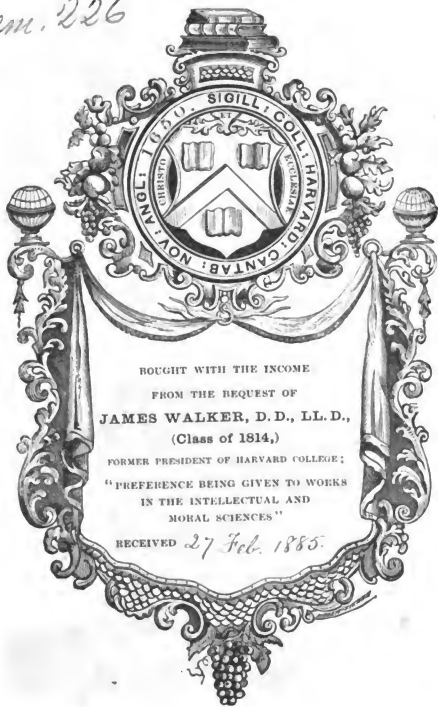 em. 226
SIGILL: COLL: HARVARD: CANTAB: NOV: ANGL: 1650.
CHRISTO ET ECCLESIAE
BOUGHT WITH THE INCOME
FROM THE BEQUEST OF
JAMES WALKER, D.D., LL.D.,
(Class of 1814,)
FORMER PRESIDENT OF HARVARD COLLEGE;
"PREFERENCE BEING GIVEN TO WORKS
IN THE INTELLECTUAL AND
MORAL SCIENCES"
RECEIVED 27 Feb. 1885.